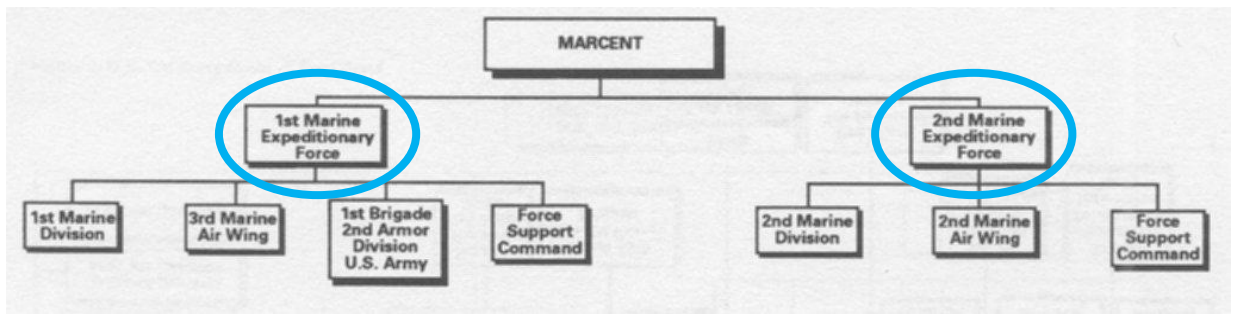 MARCENT
1st Marine
Expeditionary
Force
2nd Marine
Expeditionary
Force
1st Marine
Division
3rd Marine
Air Wing
1st Brigade
2nd Armor
Division
U.S. Army
Force
Support
Command
2nd Marine
Division
2nd Marine
Air Wing
Force
Support
Command